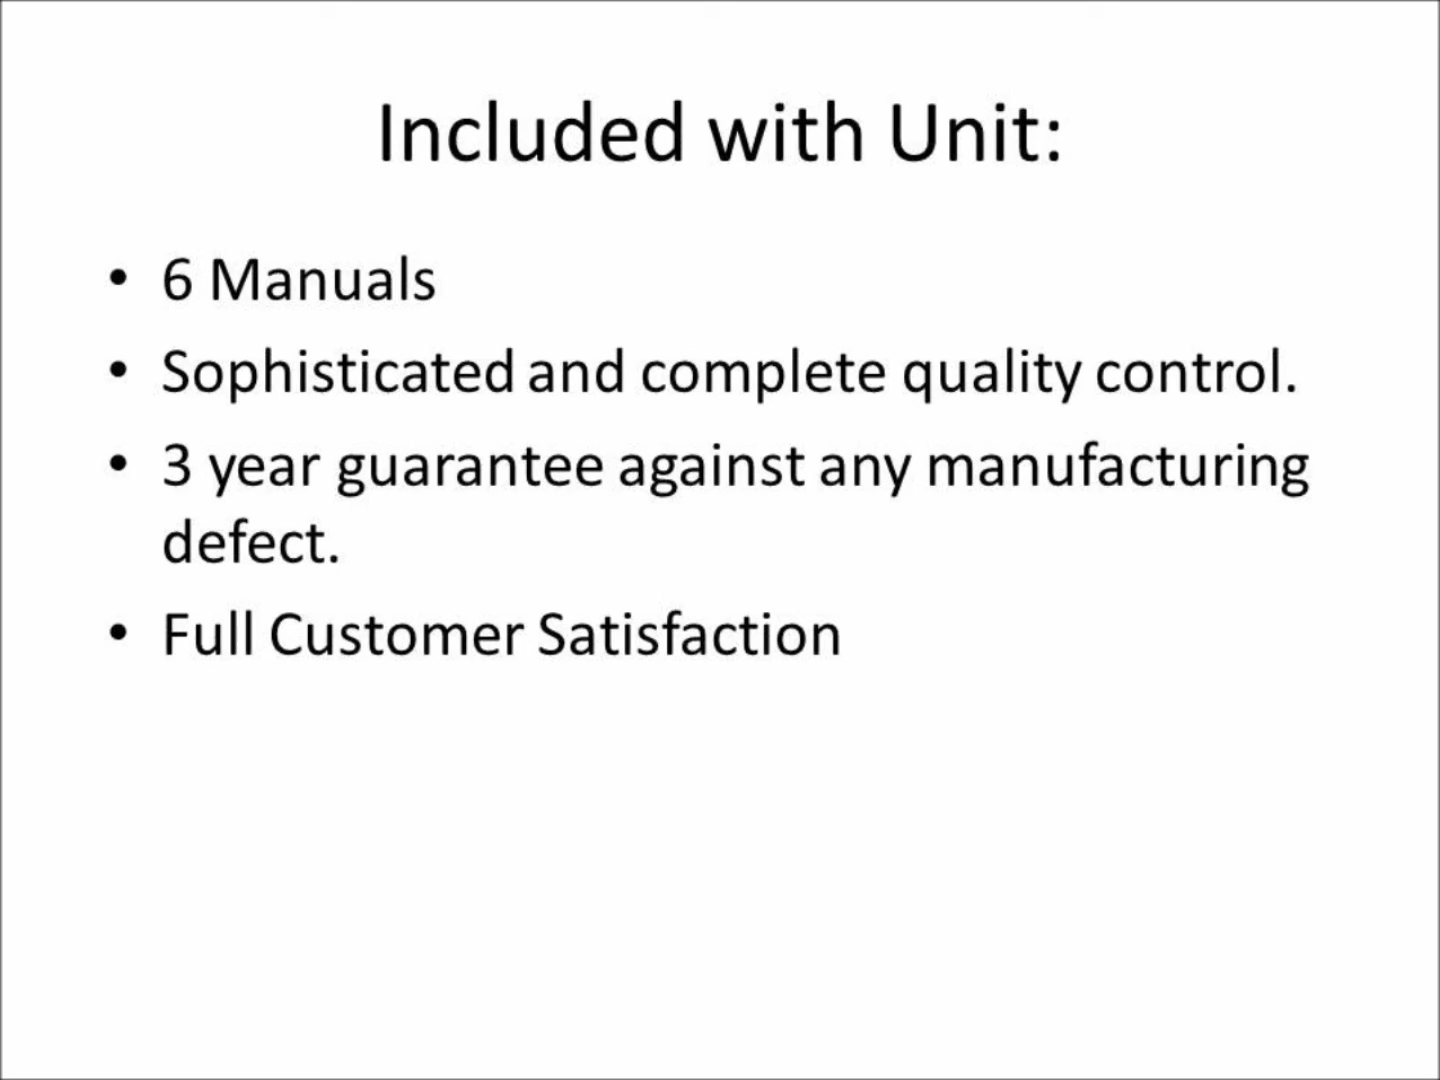 Included with Unit:
• 6 Manuals
• Sophisticated and complete quality control.
• 3 year guarantee against any manufacturing
defect.
• Full Customer Satisfaction